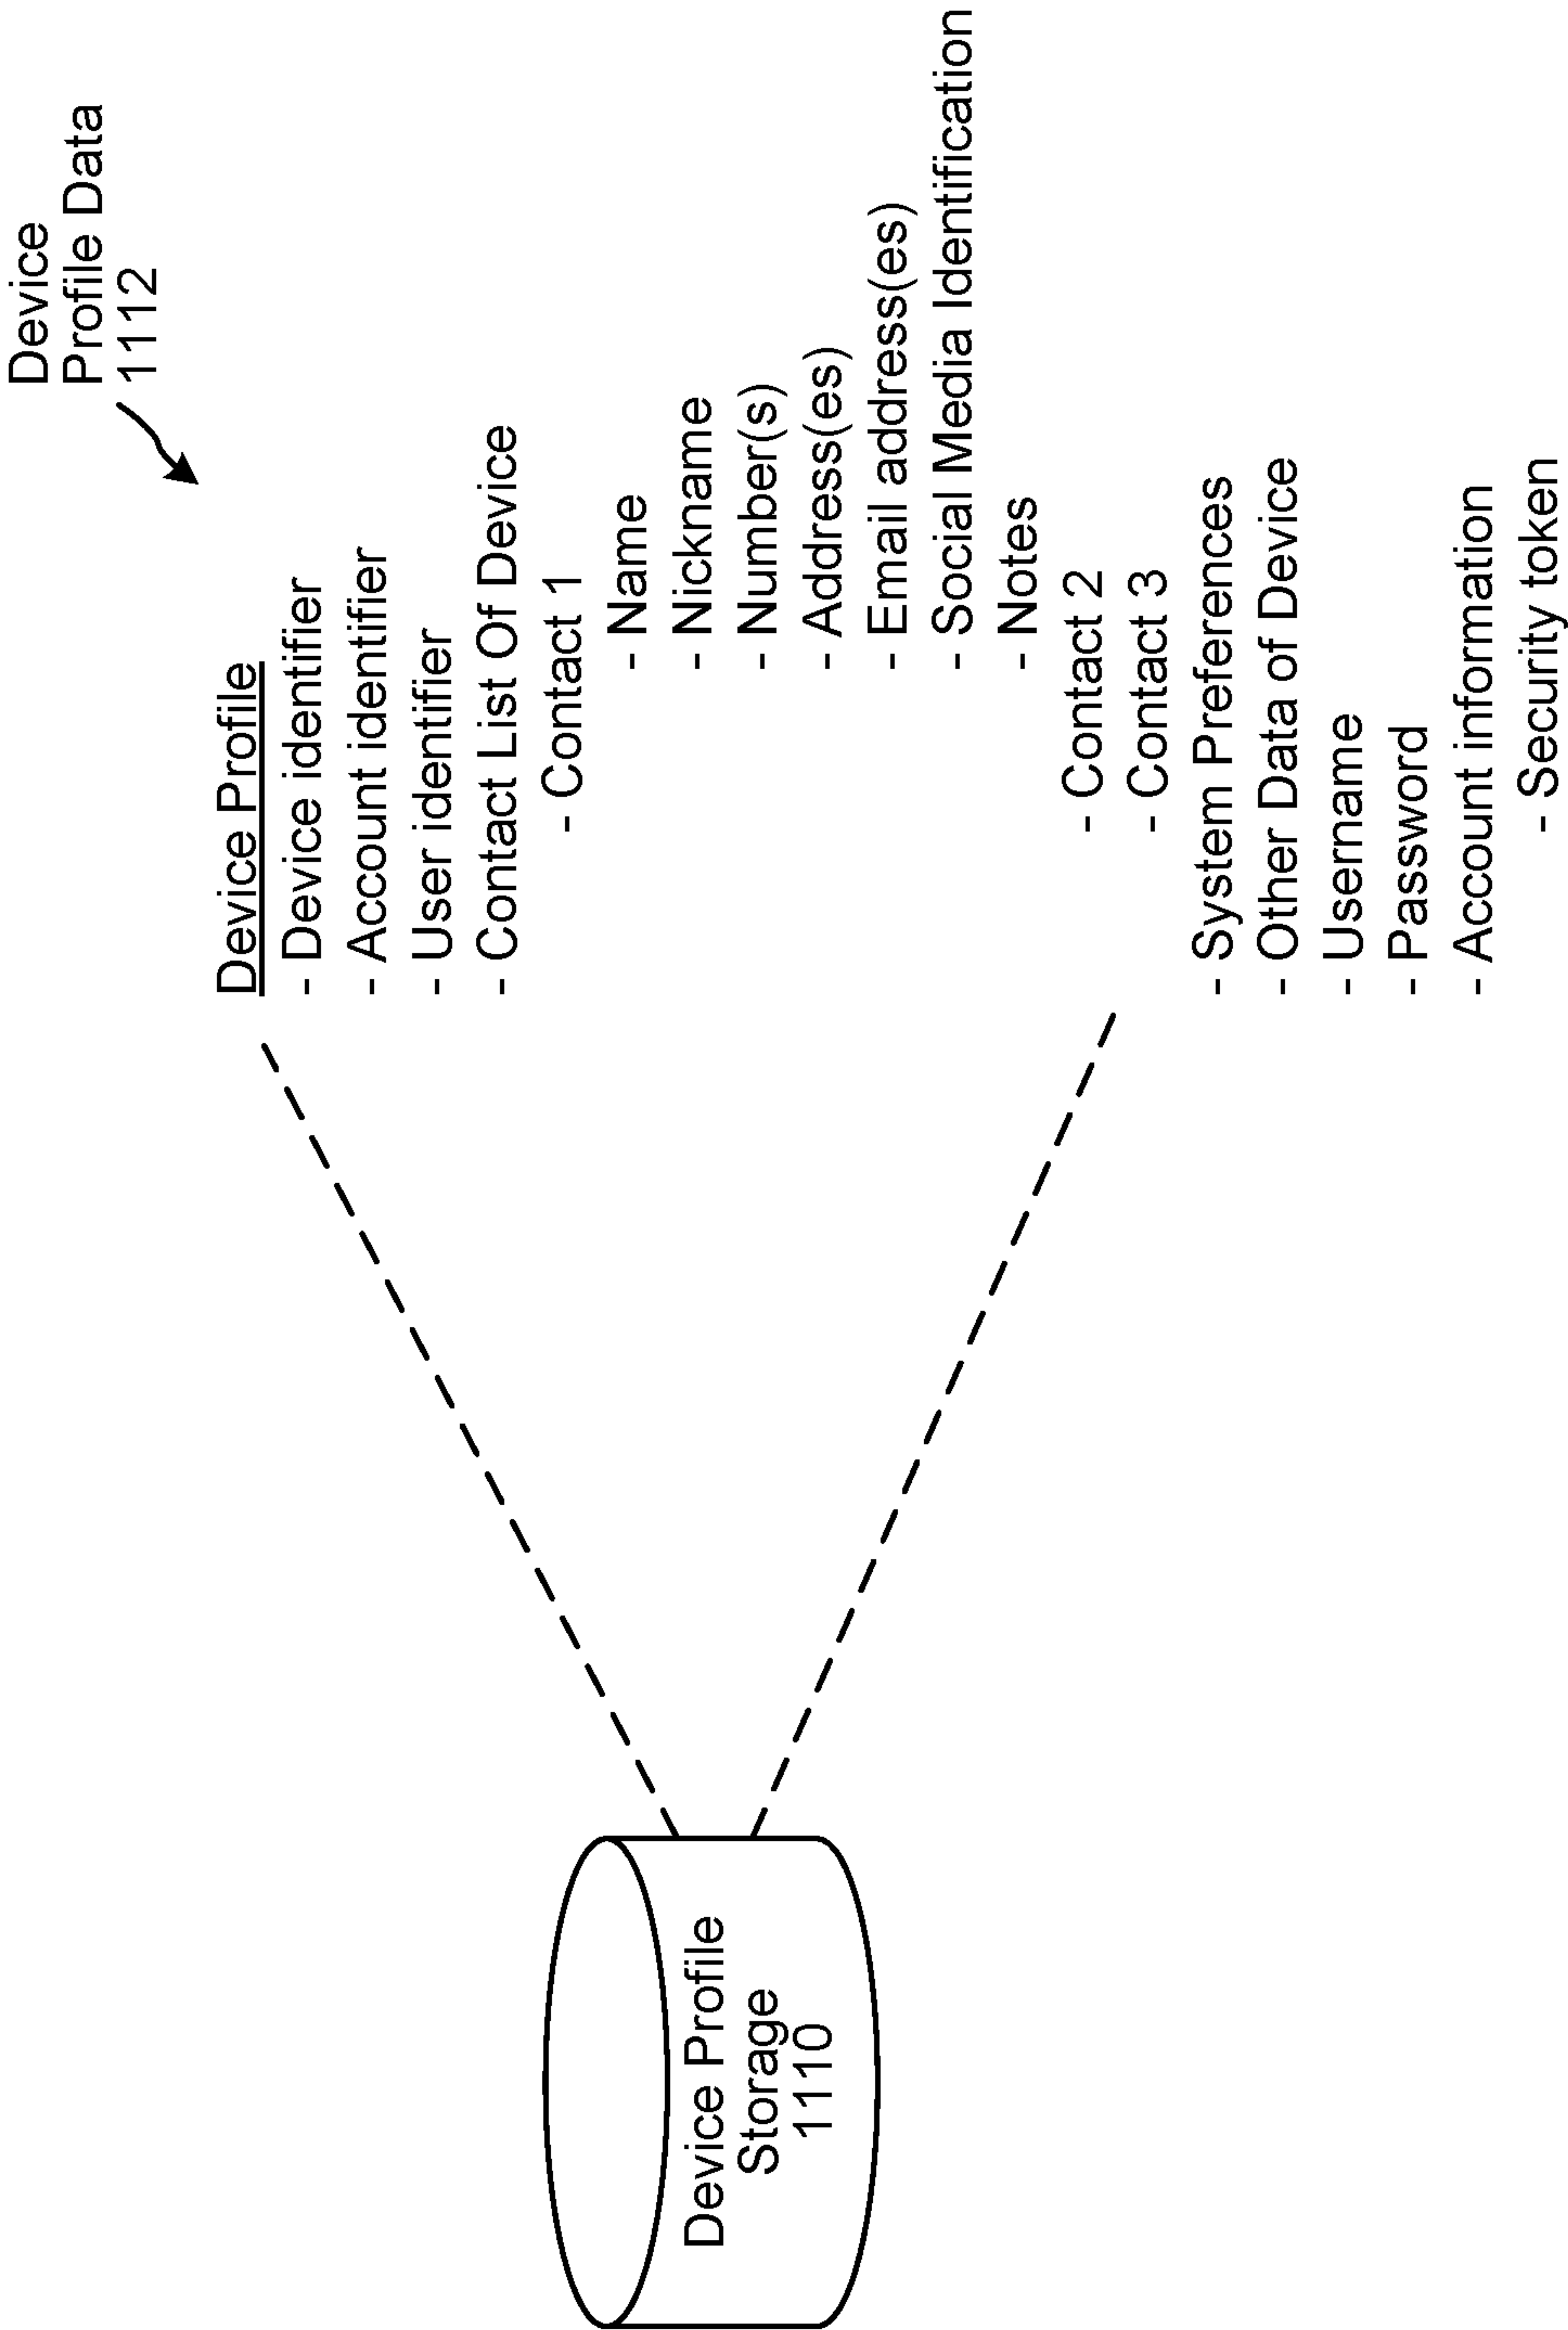 Device
Profile Data
1112
Device Profile
- Device identifier
- Account identifier
- User identifier
- Contact List Of Device
- Contact 1
- Name
- Nickname
- Number(s)
- Address(es)
- Email address(es)
- Social Media Identification
- Notes
- Contact 2
- Contact 3
- System Preferences
- Other Data of Device
- Username
- Password
- Account information
- Security token
Device Profile
Storage
1110